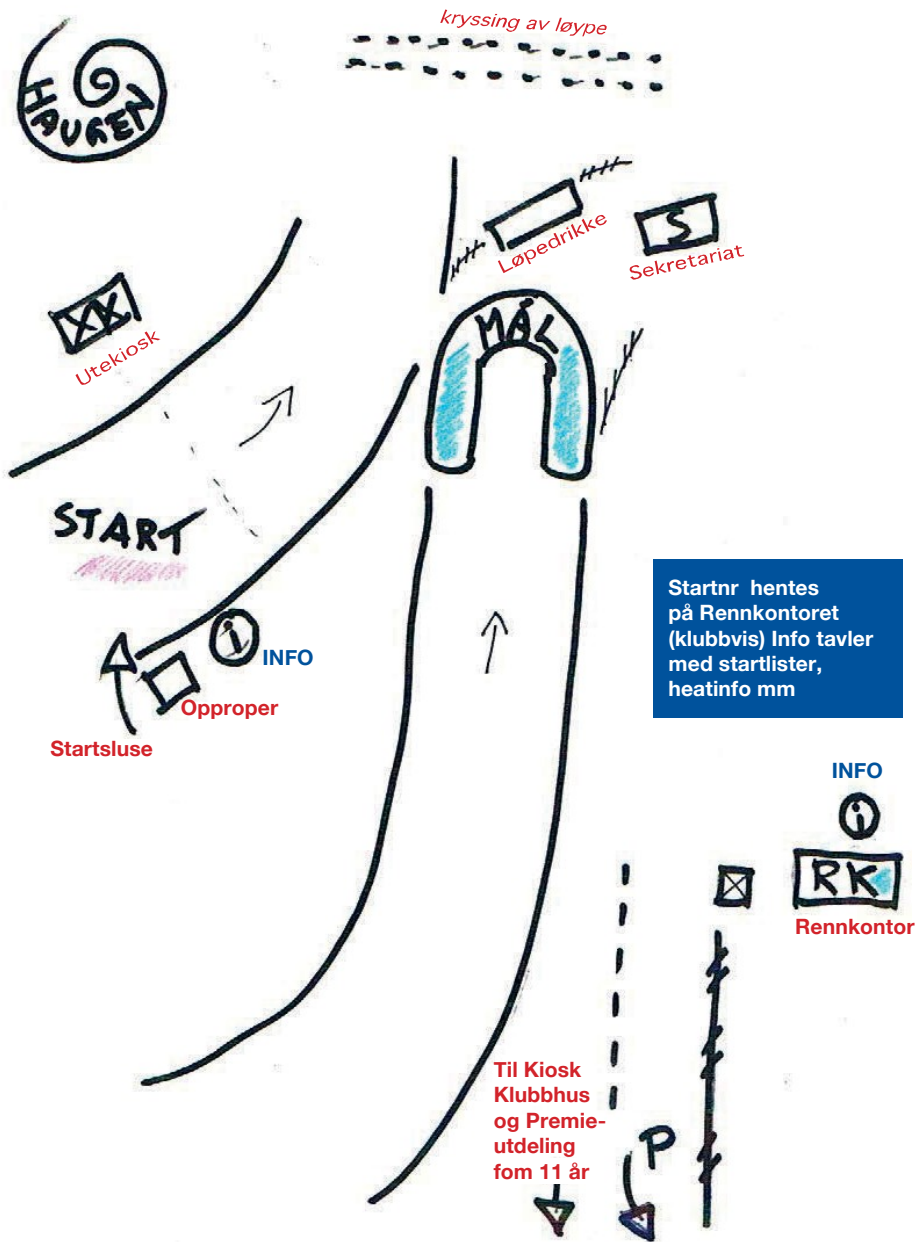 kryssing av løype
HAUGEN
Løpedrikke
S
Sekretariat
XK
Utekiosk
MÅL
START
i
INFO
Opproper
Startsluse
Startnr hentes
på Rennkontoret
(klubbvis) Info tavler
med startlister,
heatinfo mm
INFO
i
RK
Rennkontor
Til Kiosk
Klubbhus
og Premie-
utdeling
fom 11 år
P